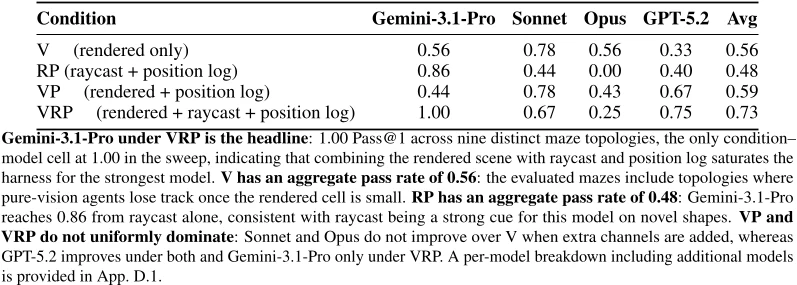 Condition Gemini-3.1-Pro Sonnet Opus GPT-5.2 Avg
V (rendered only) 0.56 0.78 0.56 0.33 0.56
RP (raycast + position log) 0.86 0.44 0.00 0.40 0.48
VP (rendered + position log) 0.44 0.78 0.43 0.67 0.59
VRP (rendered + raycast + position log) 1.00 0.67 0.25 0.75 0.73
Gemini-3.1-Pro under VRP is the headline: 1.00 Pass@1 across nine distinct maze topologies, the only condition–
model cell at 1.00 in the sweep, indicating that combining the rendered scene with raycast and position log saturates
the harness for the strongest model. V has an aggregate pass rate of 0.56: the evaluated mazes include topologies where
pure-vision agents lose track once the rendered cell is small. RP has an aggregate pass rate of 0.48: Gemini-3.1-Pro
reaches 0.86 from raycast alone, consistent with raycast being a strong cue for this model on novel shapes. VP and
VRP do not uniformly dominate: Sonnet and Opus do not improve over V when extra channels are added, whereas
GPT-5.2 improves under both and Gemini-3.1-Pro only under VRP. A per-model breakdown including additional models
is provided in App. D.1.